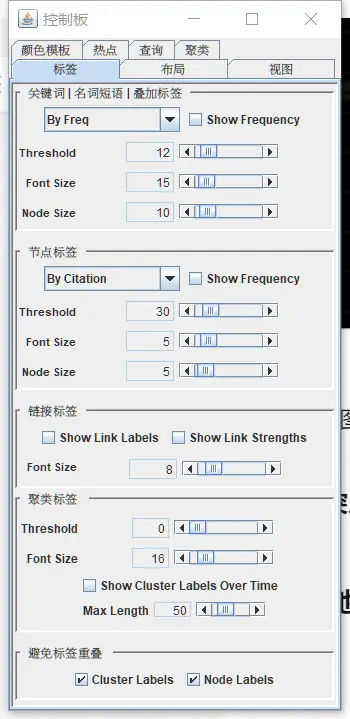 控制板
颜色模板 热点 查询 聚类
标签 布局 视图
关键词 | 名词短语 | 叠加标签
By Freq Show Frequency
Threshold 12
Font Size 15
Node Size 10
节点标签
By Citation Show Frequency
Threshold 30
Font Size 5
Node Size 5
链接标签
Show Link Labels Show Link Strengths
Font Size 8
聚类标签
Threshold 0
Font Size 16
Show Cluster Labels Over Time
Max Length 50
避免标签重叠
Cluster Labels Node Labels